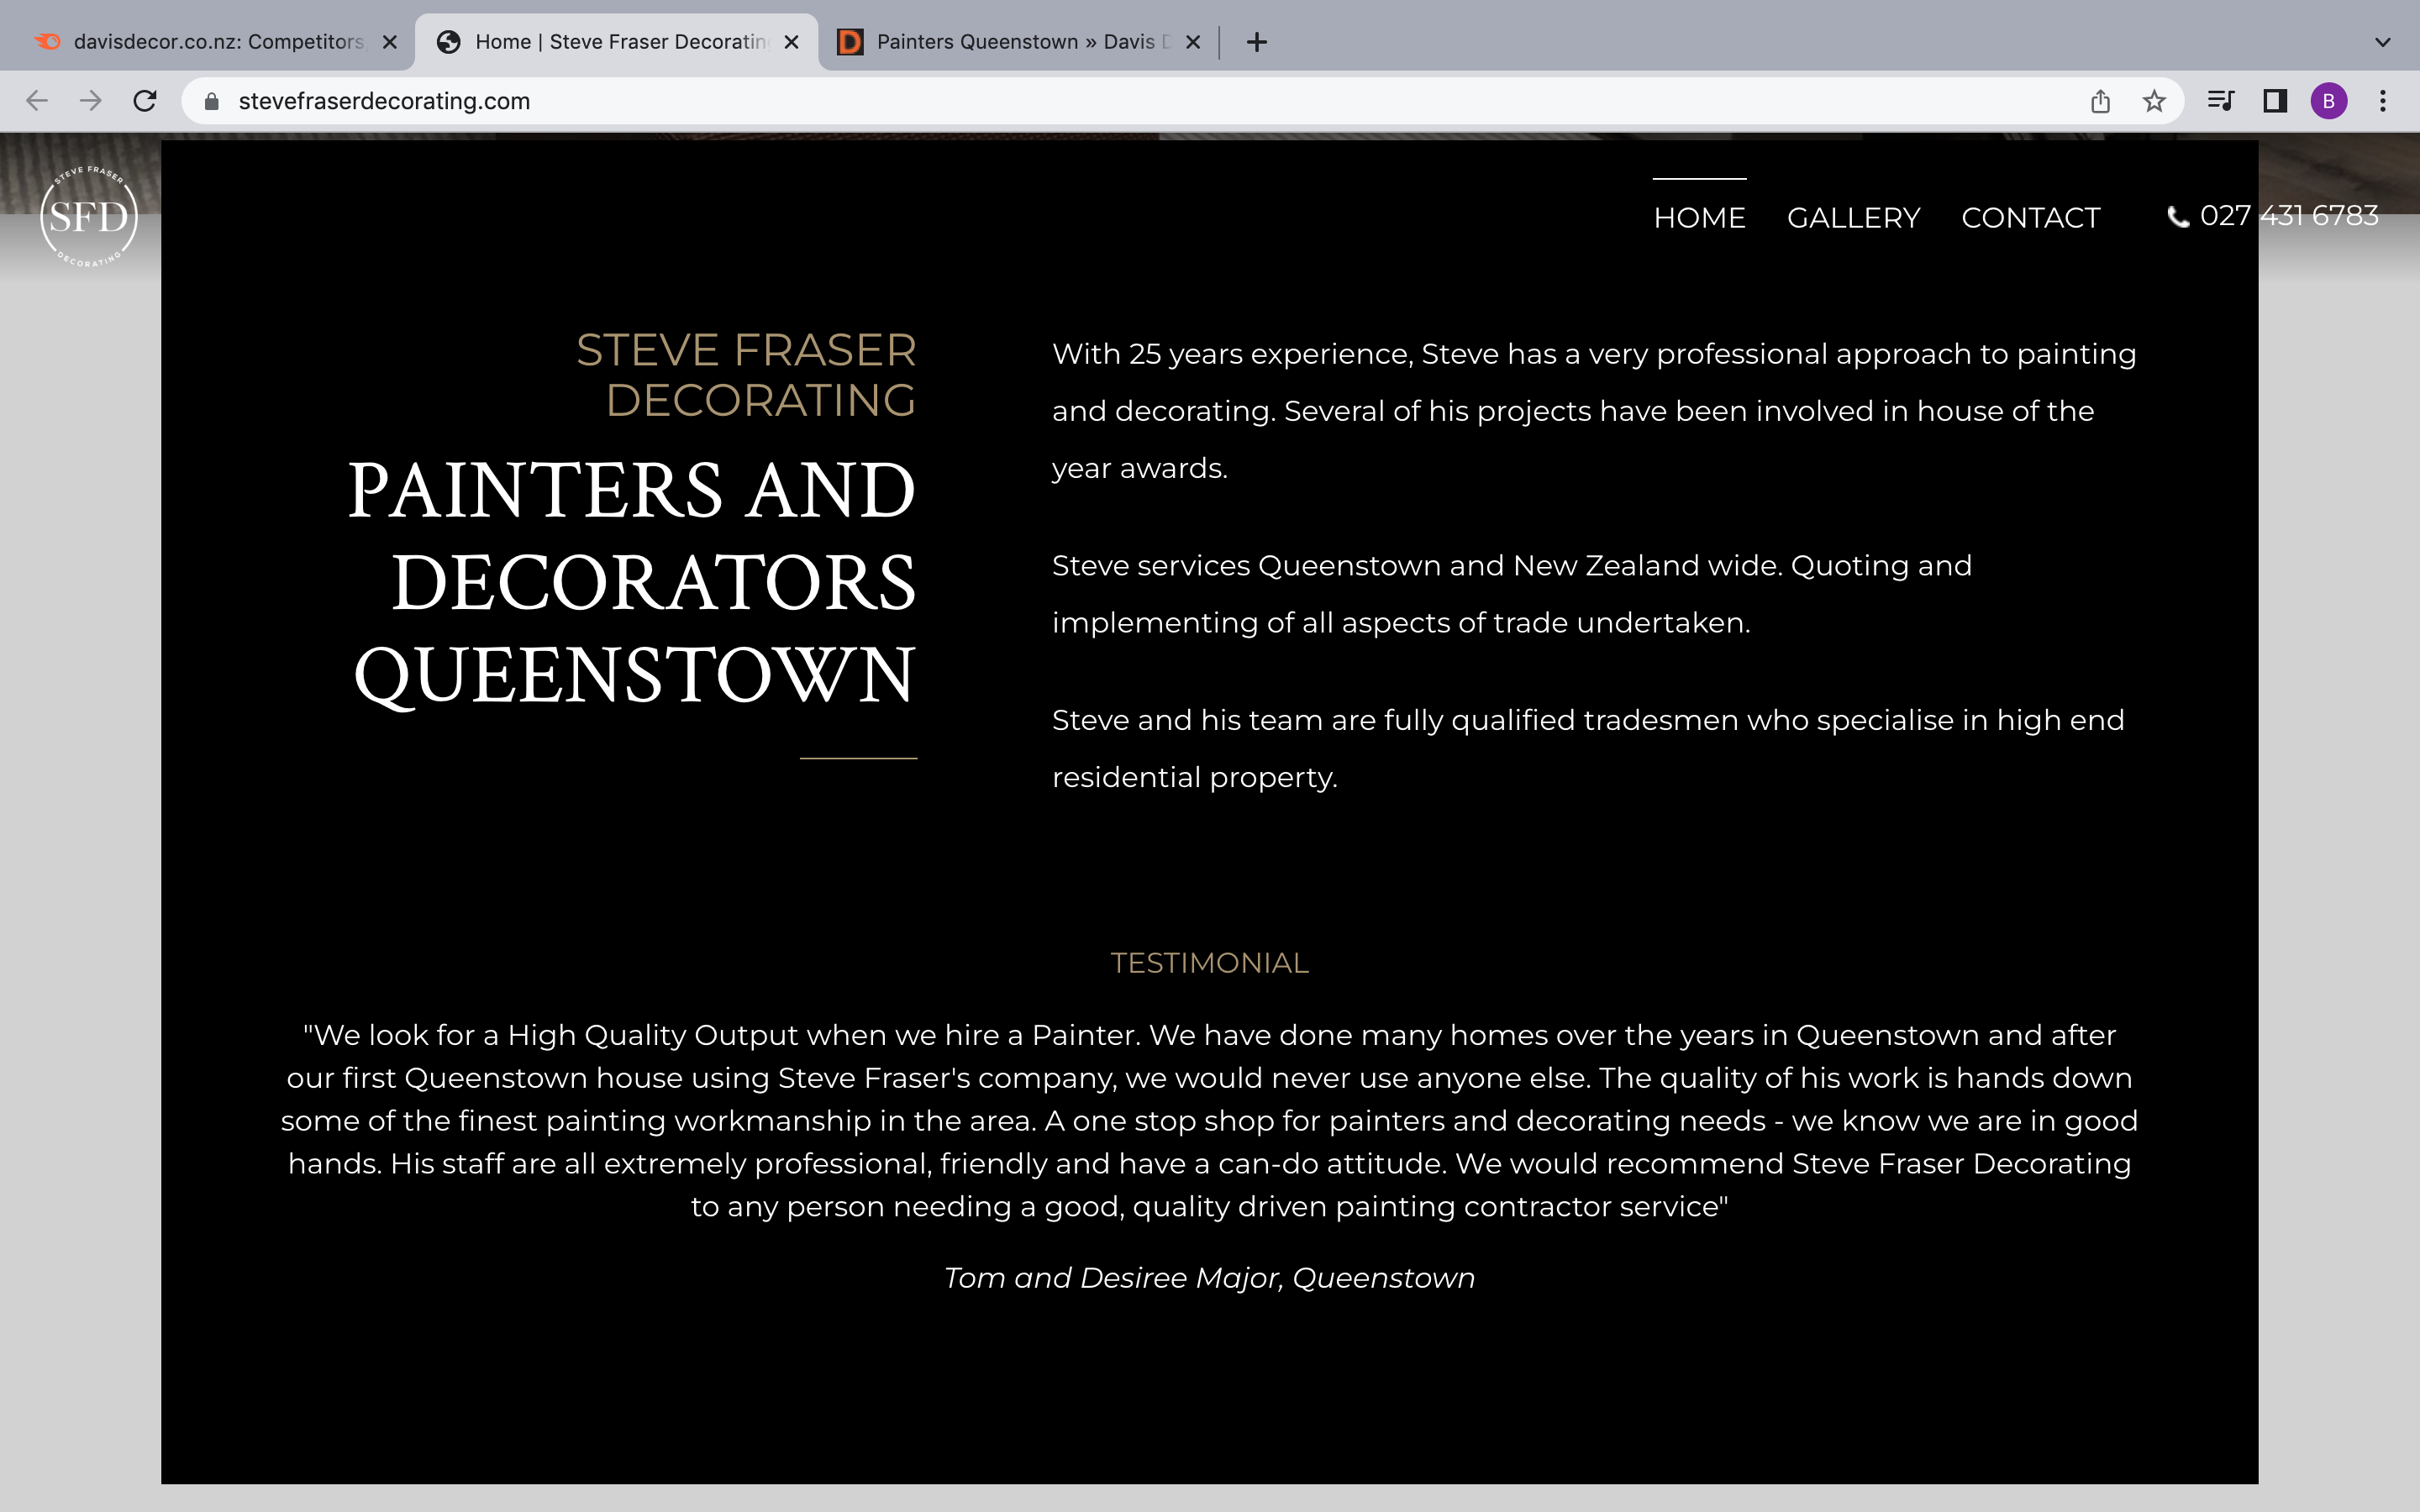 davisdecor.co.nz: Competitors,
Home | Steve Fraser Decorating
Painters Queenstown » Davis D
stevefraserdecorating.com
B
STEVE FRASER
SFD
DECORATING
HOME
GALLERY
CONTACT
027 431 6783
STEVE FRASER
DECORATING
PAINTERS AND
DECORATORS
QUEENSTOWN
With 25 years experience, Steve has a very professional approach to painting
and decorating. Several of his projects have been involved in house of the
year awards.
Steve services Queenstown and New Zealand wide. Quoting and
implementing of all aspects of trade undertaken.
Steve and his team are fully qualified tradesmen who specialise in high end
residential property.
TESTIMONIAL
"We look for a High Quality Output when we hire a Painter. We have done many homes over the years in Queenstown and after
our first Queenstown house using Steve Fraser's company, we would never use anyone else. The quality of his work is hands down
some of the finest painting workmanship in the area. A one stop shop for painters and decorating needs - we know we are in good
hands. His staff are all extremely professional, friendly and have a can-do attitude. We would recommend Steve Fraser Decorating
to any person needing a good, quality driven painting contractor service"
Tom and Desiree Major, Queenstown